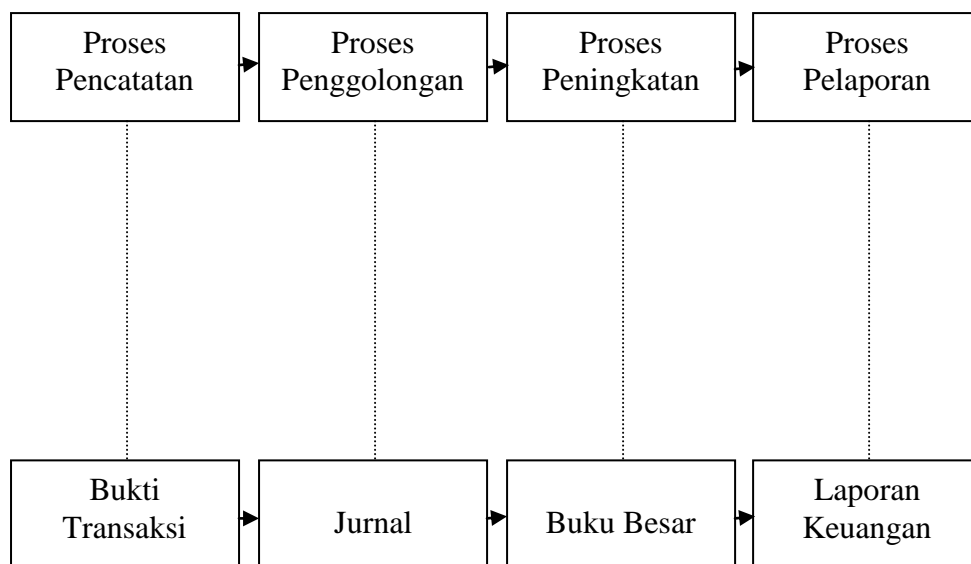 Proses
Pencatatan
Proses
Penggolongan
Proses
Peningkatan
Proses
Pelaporan
Bukti
Transaksi
Jurnal
Buku Besar
Laporan
Keuangan